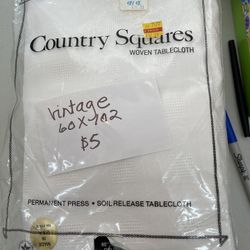 Country Squares
WOVEN TABLECLOTH
vintage
60 x 102
$5
PERMANENT PRESS • SOIL RELEASE TABLECLOTH